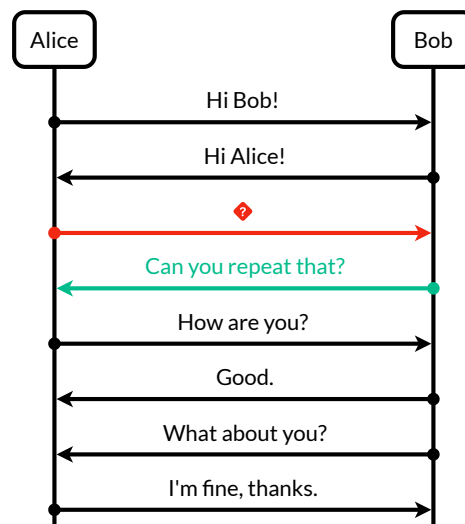 Alice
Bob
Hi Bob!
Hi Alice!
?
Can you repeat that?
How are you?
Good.
What about you?
I'm fine, thanks.